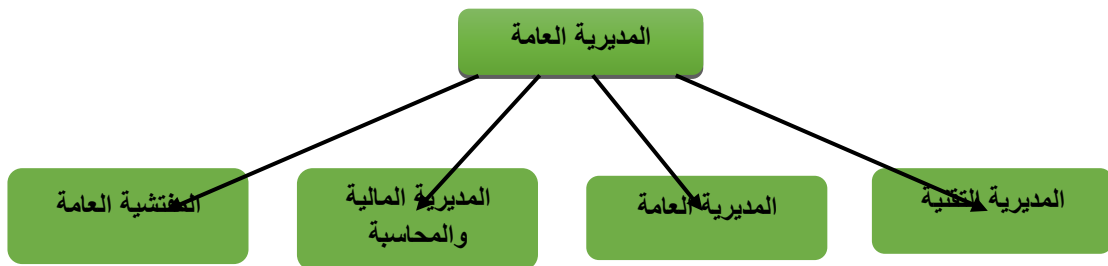 المديرية العامة
المديرية التقنية
المديرية العامة
المديرية المالية
والمحاسبة
المفتشية العامة